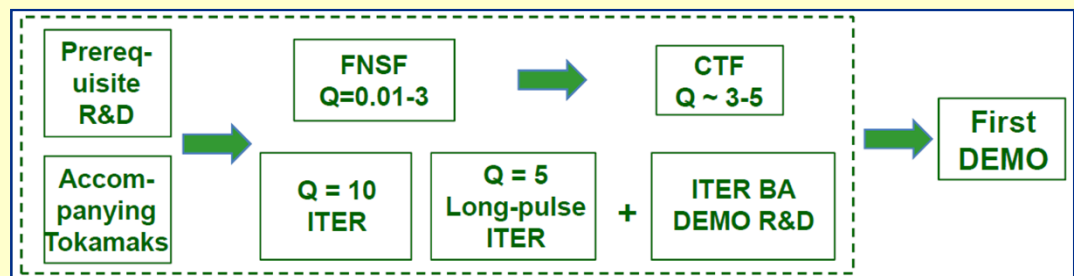 Prereq-
uisite
R&D
FNSF
Q=0.01-3
CTF
Q ~ 3-5
First
DEMO
Accom-
panying
Tokamaks
Q = 10
ITER
Q = 5
Long-pulse
ITER
+
ITER BA
DEMO R&D